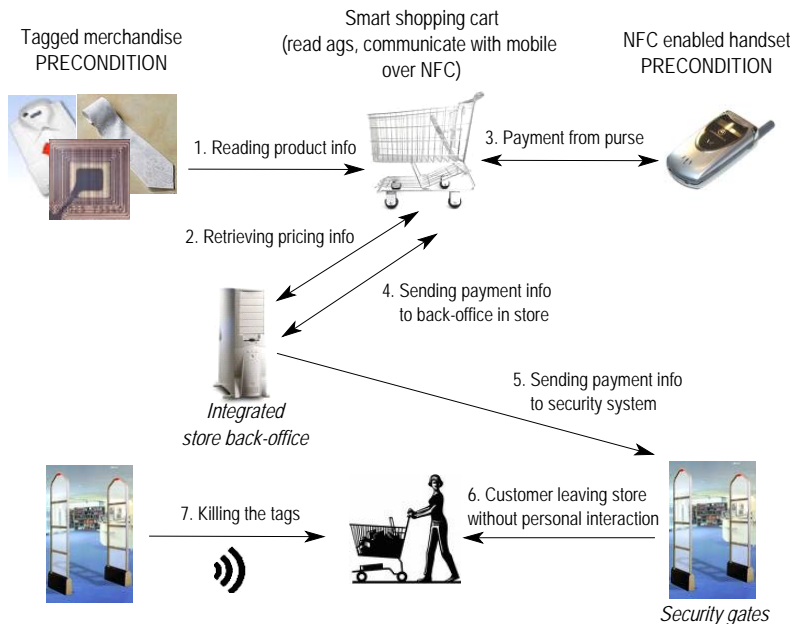 Tagged merchandise
PRECONDITION
Smart shopping cart
(read ags, communicate with mobile
over NFC)
NFC enabled handset
PRECONDITION
1. Reading product info
3. Payment from purse
2. Retrieving pricing info
4. Sending payment info
to back-office in store
5. Sending payment info
to security system
Integrated
store back-office
7. Killing the tags
6. Customer leaving store
without personal interaction
Security gates